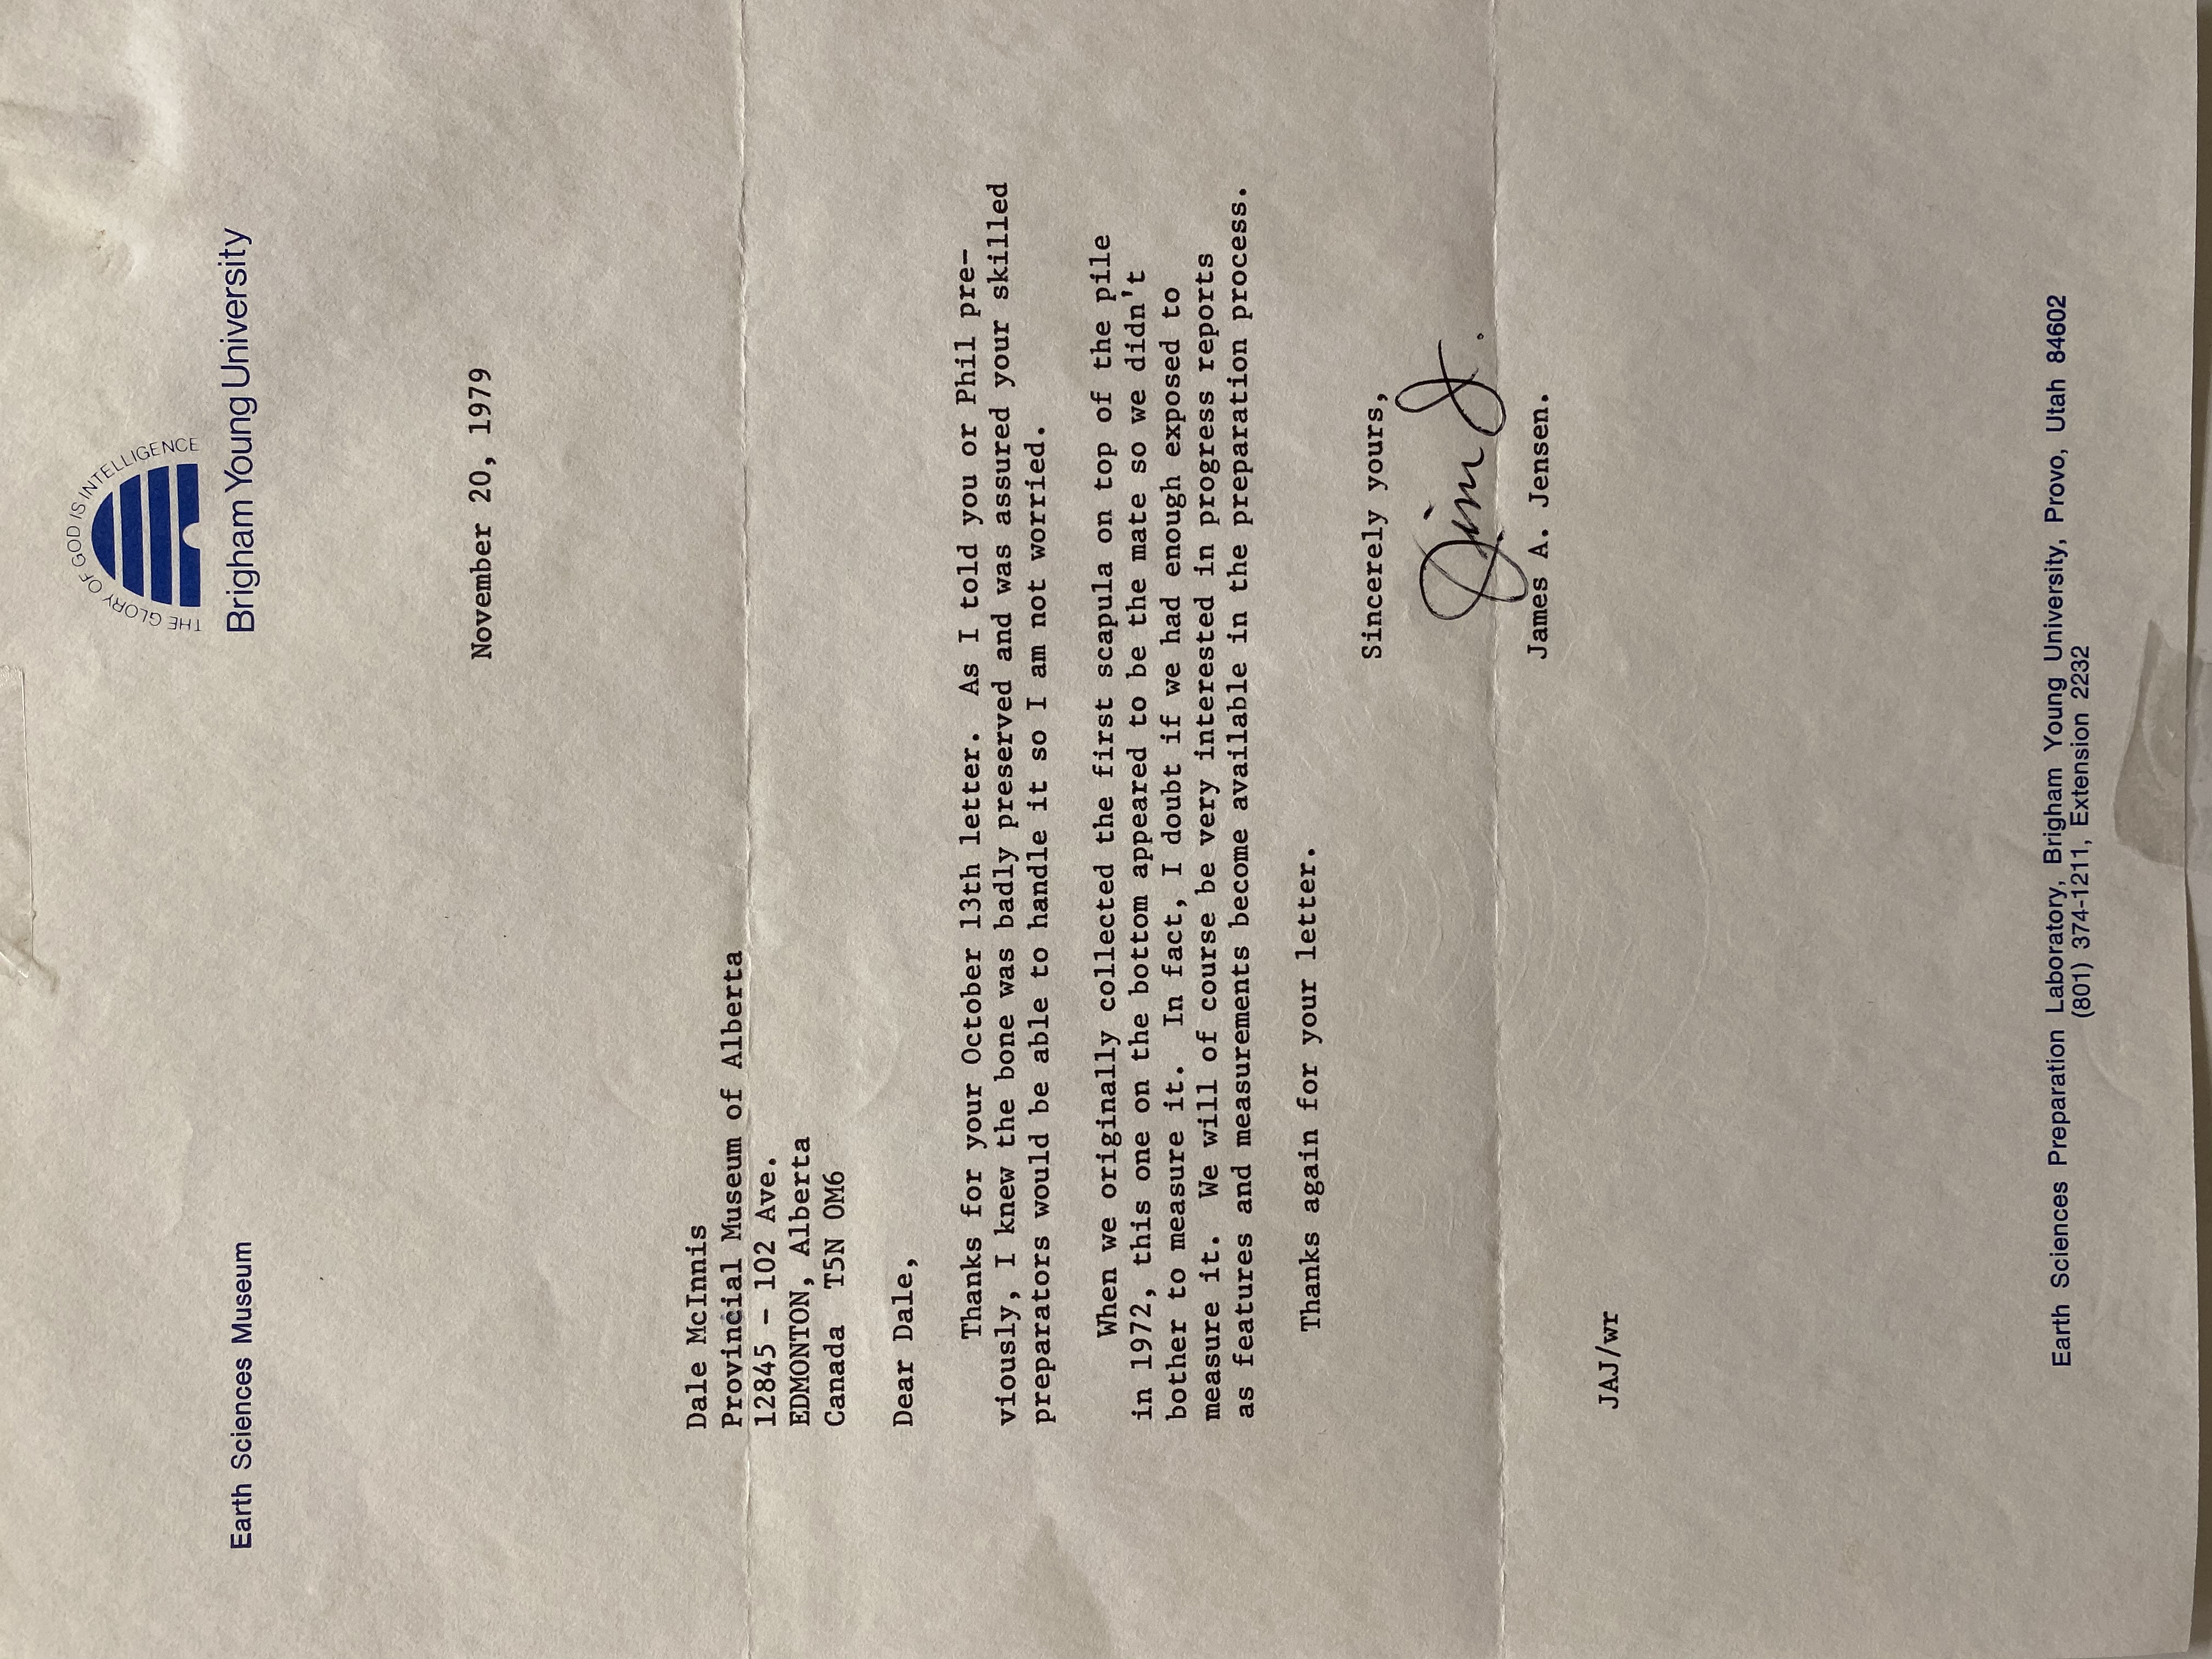 THE GLORY OF GOD IS INTELLIGENCE
Earth Sciences Museum
Brigham Young University
November 20, 1979
Dale McInnis
Provincial Museum of Alberta
12845 - 102 Ave.
EDMONTON, Alberta
Canada  T5N 0M6
Dear Dale,
Thanks for your October 13th letter.  As I told you or Phil pre-
viously, I knew the bone was badly preserved and was assured your skilled
preparators would be able to handle it so I am not worried.
When we originally collected the first scapula on top of the pile
in 1972, this one on the bottom appeared to be the mate so we didn't
bother to measure it.  In fact, I doubt if we had enough exposed to
measure it.  We will of course be very interested in progress reports
as features and measurements become available in the preparation process.
Thanks again for your letter.
Sincerely yours,
Jim J.
James A. Jensen.
JAJ/wr
Earth Sciences Preparation Laboratory, Brigham Young University, Provo, Utah 84602
(801) 374-1211, Extension 2232